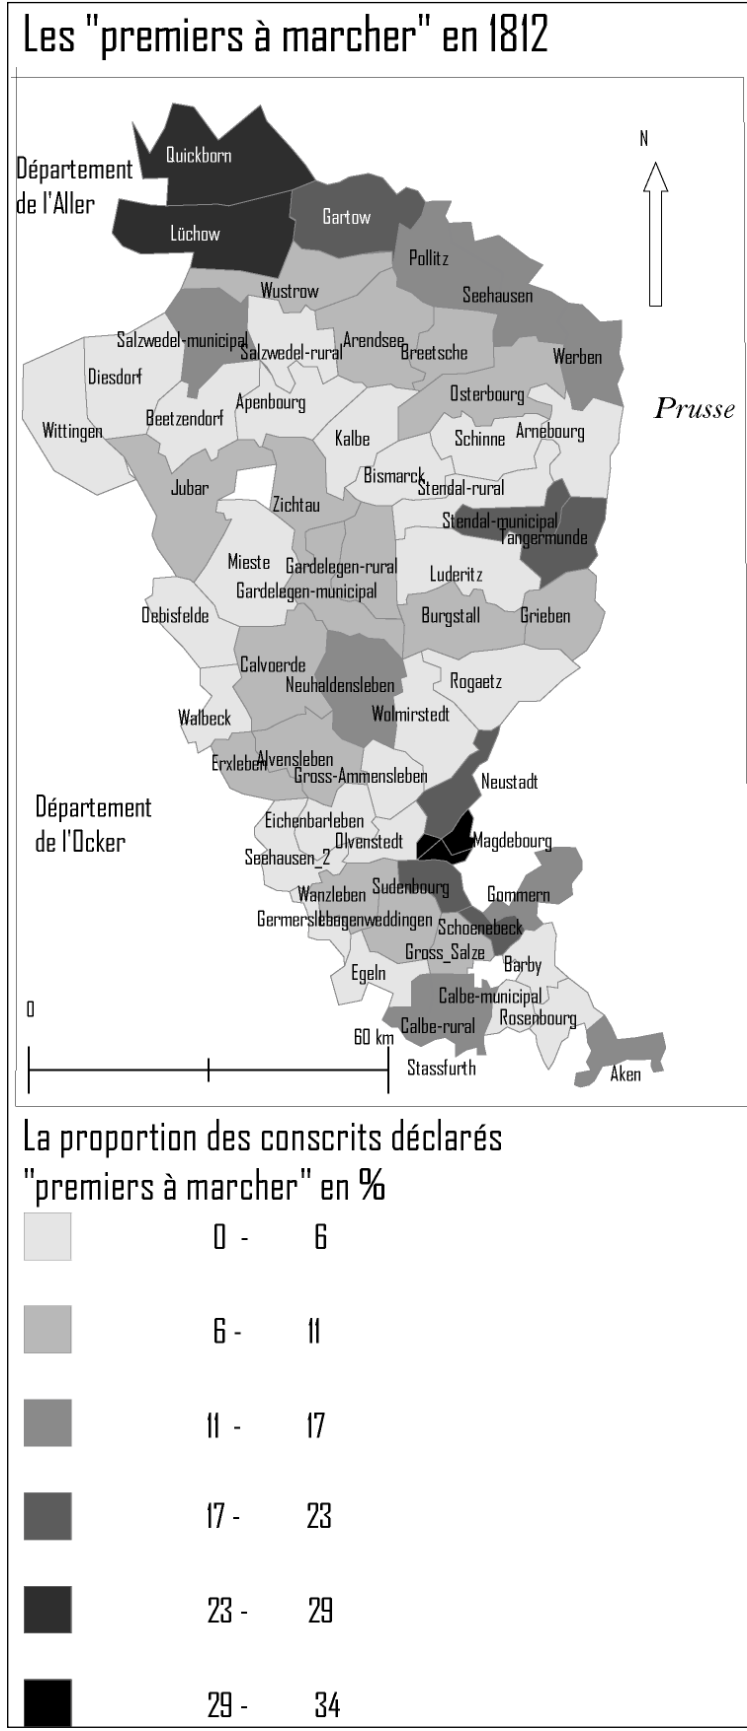 Les "premiers à marcher" en 1812
N
Département
de l'Aller
Quickborn
Lüchow
Gartow
Pollitz
Seehausen
Wustrow
Salzwedel-municipal
Salzwedel-rural
Arendsee
Breetsche
Werben
Diesdorf
Prusse
Wittingen
Beetzendorf
Apenbourg
Osterbourg
Kalbe
Schinne
Arnebourg
Bismarck
Stendal-rural
Jubar
Zichtau
Stendal-municipal
Tangermunde
Mieste
Gardelegen-rural
Gardelegen-municipal
Luderitz
Oebisfelde
Burgstall
Grieben
Calvoerde
Neuhaldensleben
Rogaetz
Walbeck
Wolmirstedt
Erxleben
Alvensleben
Gross-Ammensleben
Neustadt
Département
de l'Ocker
Eichenbarleben
Olvenstedt
Magdebourg
Seehausen_2
Wanzleben
Sudenbourg
Gommern
Germersleben
Langenweddingen
Schoenebeck
Gross_Salze
Egeln
Barby
Calbe-municipal
Rosenbourg
Calbe-rural
Stassfurth
Aken
0
60 km
La proportion des conscrits déclarés
"premiers à marcher" en %
0 - 6
6 - 11
11 - 17
17 - 23
23 - 29
29 - 34